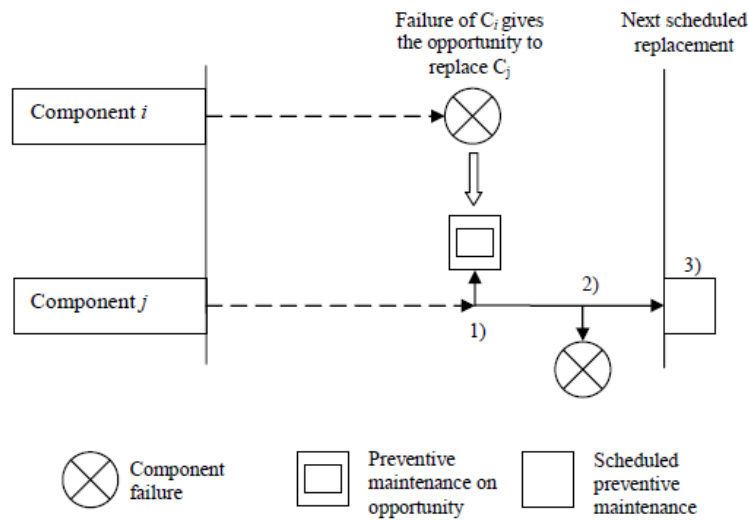 Failure of Ci gives
the opportunity to
replace Cj
Next scheduled
replacement
Component i
Component j
1)
2)
3)
Component
failure
Preventive
maintenance on
opportunity
Scheduled
preventive
maintenance